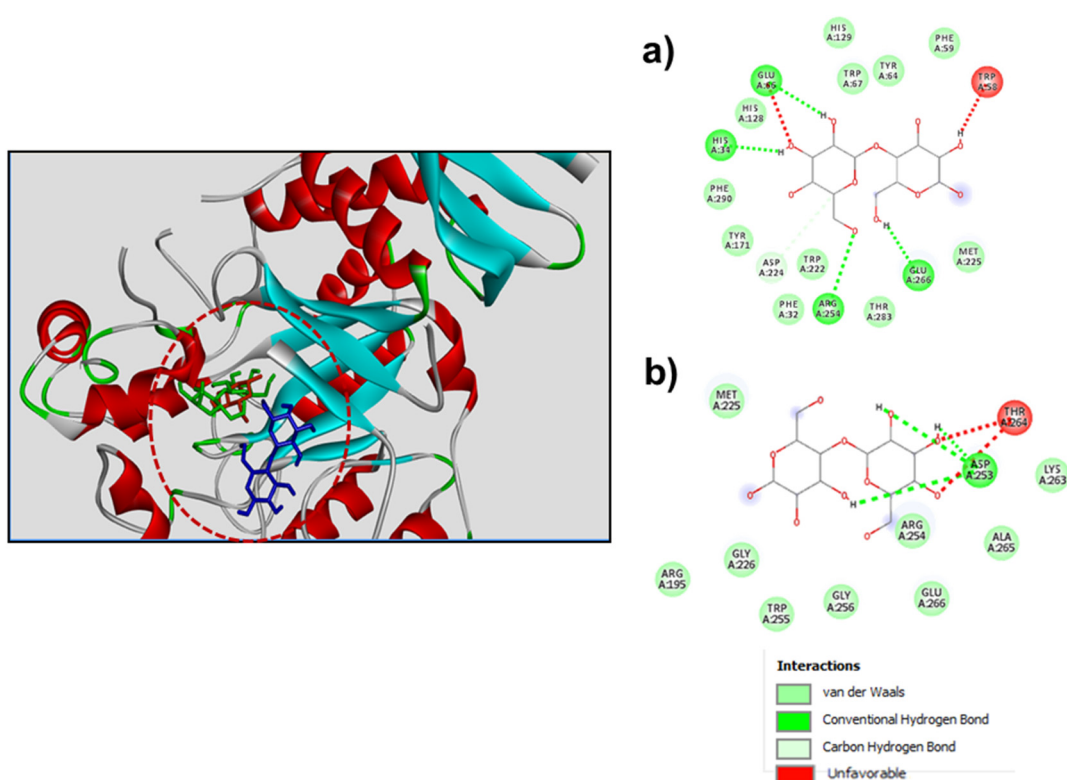 a)
HIS
A:129
PHE
A:59
TRP
A:67
TYR
A:64
GLU
A:65
TRP
A:58
HIS
A:128
HIS
A:34
H
H
H
O
PHE
A:290
TYR
A:171
ASP
A:224
TRP
A:222
H
MET
A:225
GLU
A:266
PHE
A:32
ARG
A:254
THR
A:283
b)
MET
A:225
H
H
THR
A:264
ASP
A:253
LYS
A:263
H
ARG
A:254
ALA
A:265
GLY
A:226
ARG
A:195
TRP
A:255
GLY
A:256
GLU
A:266
Interactions
van der Waals
Conventional Hydrogen Bond
Carbon Hydrogen Bond
Unfavorable